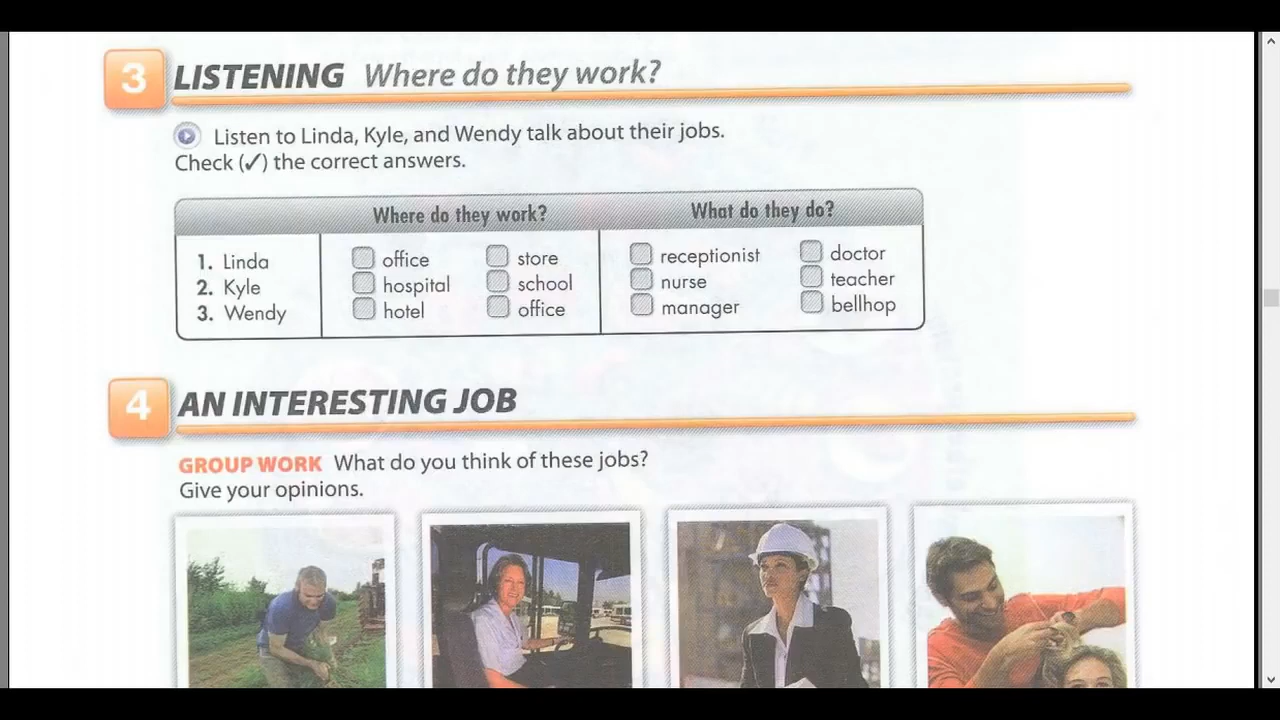 3 LISTENING Where do they work?
Listen to Linda, Kyle, and Wendy talk about their jobs.
Check (✓) the correct answers.
Where do they work? What do they do?
1. Linda office store receptionist doctor
2. Kyle hospital school nurse teacher
3. Wendy hotel office manager bellhop
4 AN INTERESTING JOB
GROUP WORK What do you think of these jobs?
Give your opinions.